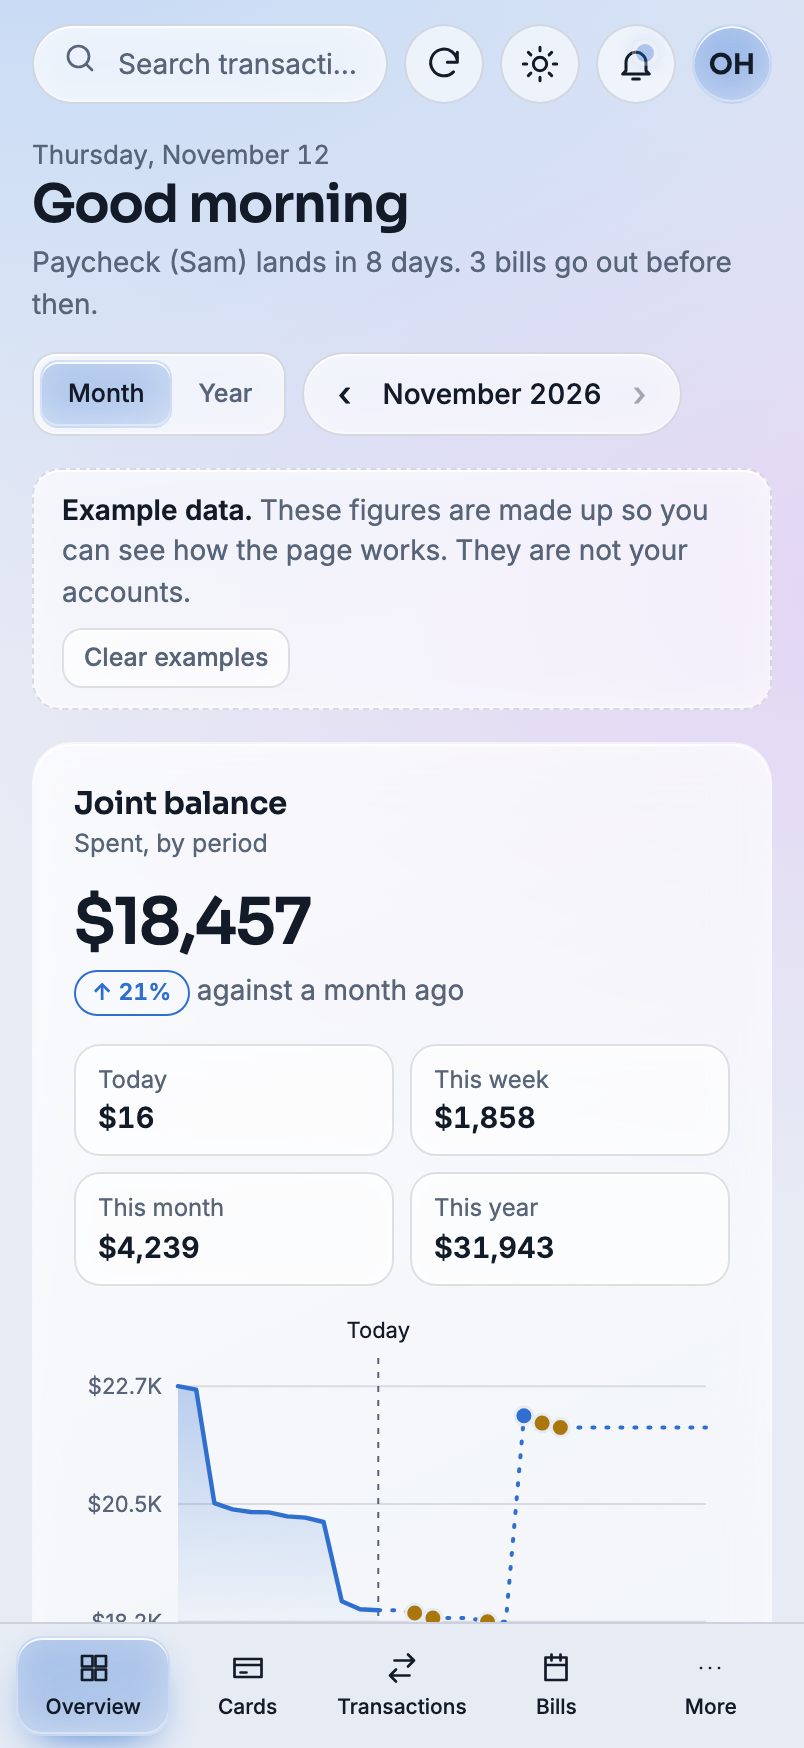 Search transacti...
OH
Thursday, November 12
Good morning
Paycheck (Sam) lands in 8 days. 3 bills go out before
then.
Month
Year
‹ November 2026 ›
Example data. These figures are made up so you
can see how the page works. They are not your
accounts.
Clear examples
Joint balance
Spent, by period
$18,457
↑ 21% against a month ago
Today
$16
This week
$1,858
This month
$4,239
This year
$31,943
Today
$22.7K
$20.5K
$18.2K
Overview
Cards
Transactions
Bills
More